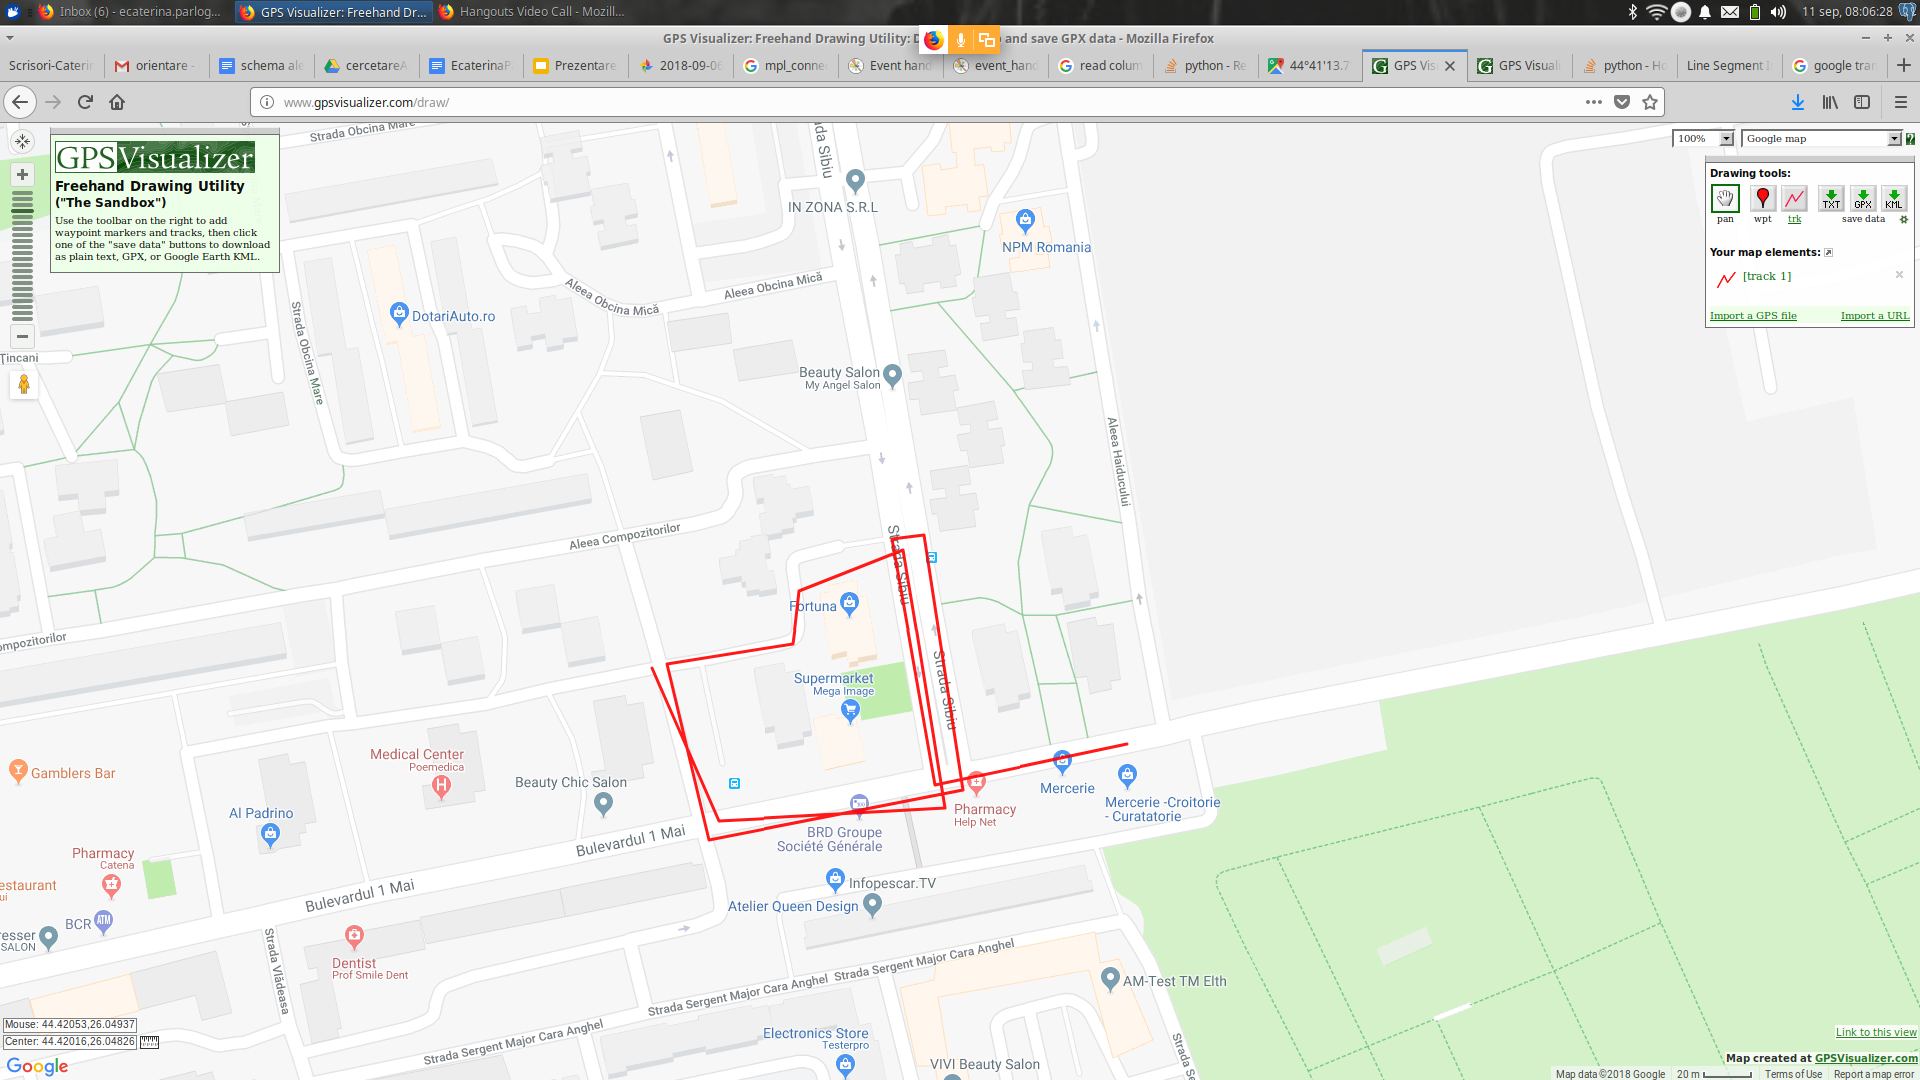 Inbox (6) - ecaterina.parlog...
GPS Visualizer: Freehand Dr...
Hangouts Video Call - Mozill...
11 sep, 08:06:28
GPS Visualizer: Freehand Drawing Utility: D
and save GPX data - Mozilla Firefox
Scrisori-Caterin
orientare -
schema ale
cercetareA
EcaterinaP
Prezentare
2018-09-06
mpl_conne
Event hand
event_hand
read colum
python - Re
44°41'13.7
GPS Vis
GPS Visuali
python - Ho
Line Segment I
google tran
www.gpsvisualizer.com/draw/
GPSVisualizer
Freehand Drawing Utility
("The Sandbox")
Use the toolbar on the right to add
waypoint markers and tracks, then click
one of the "save data" buttons to download
as plain text, GPX, or Google Earth KML.
100%
Google map
?
Drawing tools:
TXT
GPX
KML
pan
wpt
trk
save data
Your map elements:
[track 1]
Import a GPS file
Import a URL
Strada Obcina Mare
da Sibiu
IN ZONA S.R.L
NPM Romania
Aleea Obcina Mică
Aleea Obcina Mică
Strada Obcina Mare
DotariAuto.ro
Țincani
Beauty Salon
My Angel Salon
Aleea Haiducului
Aleea Compozitorilor
Strada Sibiu
Fortuna
ompozitorilor
Strada Sibiu
Supermarket
Mega Image
Medical Center
Poemedica
Gamblers Bar
Beauty Chic Salon
Mercerie
Mercerie -Croitorie
- Curatatorie
Pharmacy
Help Net
Al Padrino
BRD Groupe
Société Générale
Bulevardul 1 Mai
Pharmacy
Catena
estaurant
ui
Bulevardul 1 Mai
Infopescar.TV
Atelier Queen Design
BCR
ATM
resser
SALON
Strada Vlădeasa
Dentist
Prof Smile Dent
Strada Sergent Major Cara Anghel
Strada Sergent Major Cara Anghel
Strada Sergent Major Cara Anghel
AM-Test TM Elth
Electronics Store
Testerpro
VIVI Beauty Salon
Strada Se
Mouse: 44.42053,26.04937
Center: 44.42016,26.04826
Google
Link to this view
Map created at GPSVisualizer.com
Map data ©2018 Google
20 m
Terms of Use
Report a map error